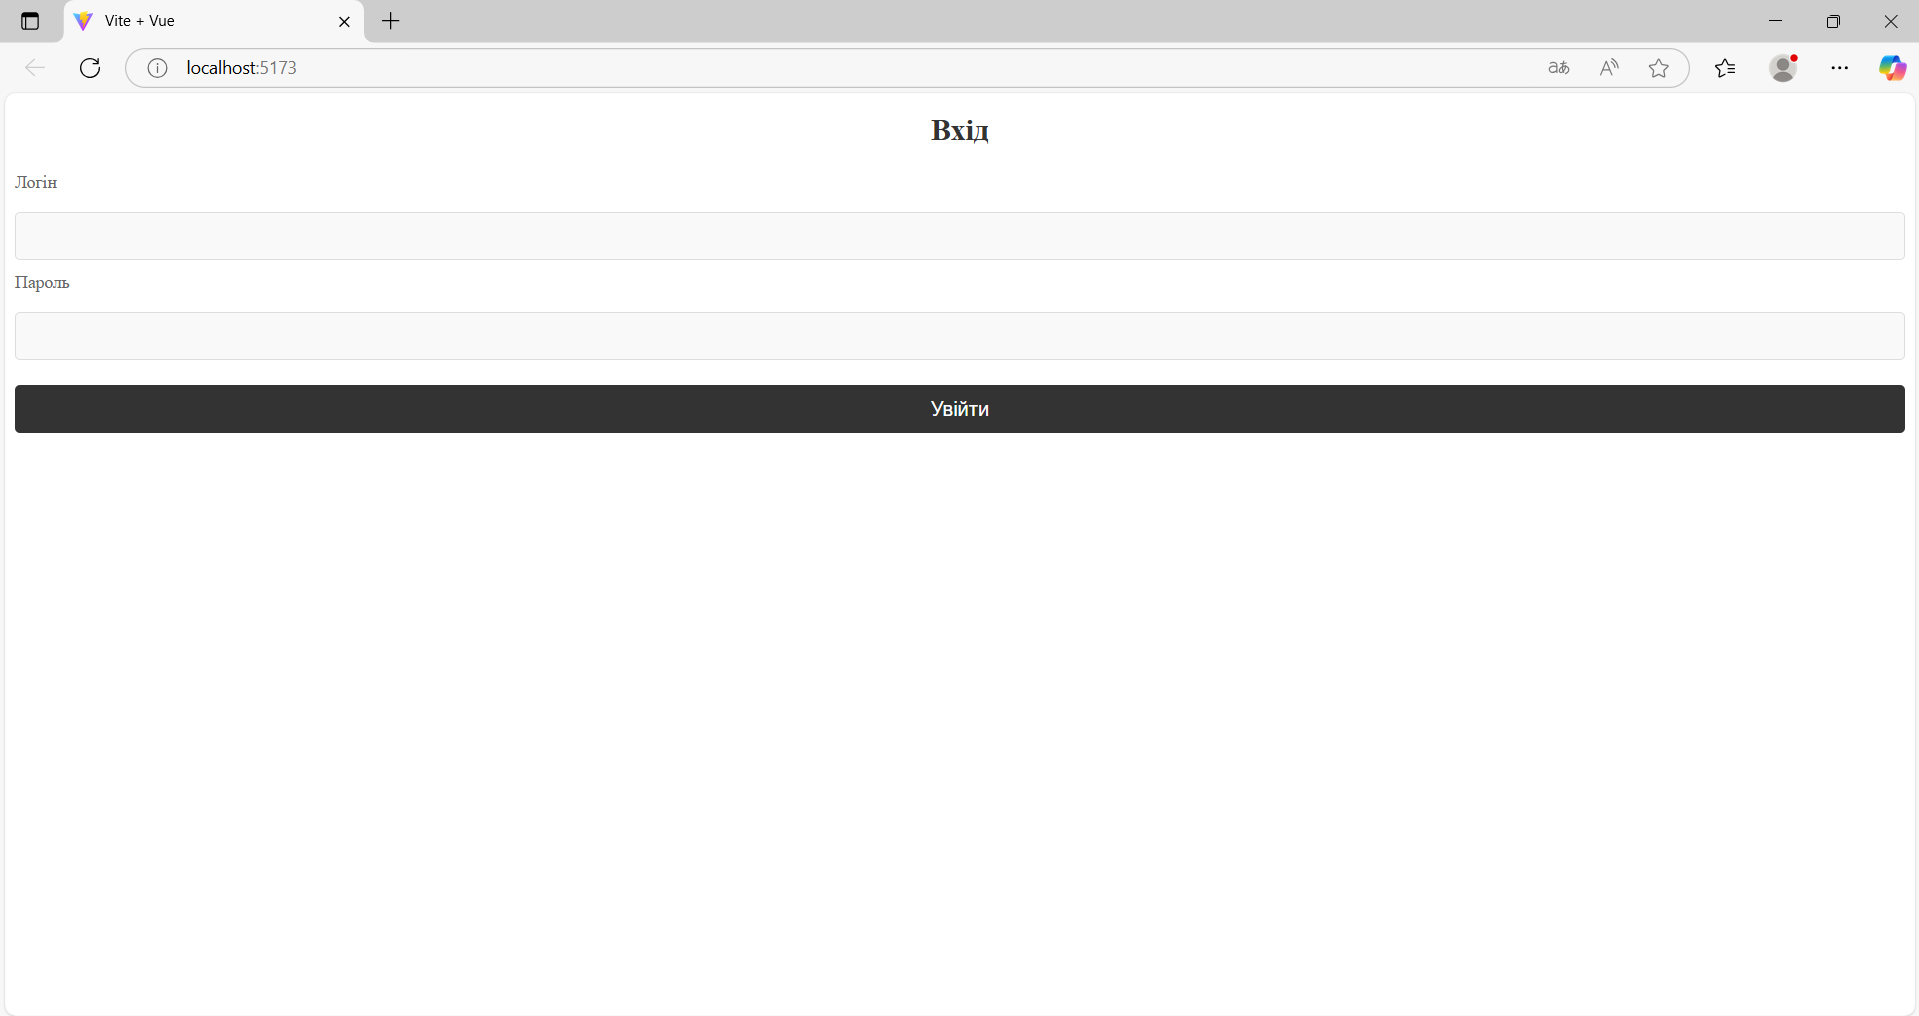 Vite + Vue
localhost:5173
Вхід
Логін
Пароль
Увійти